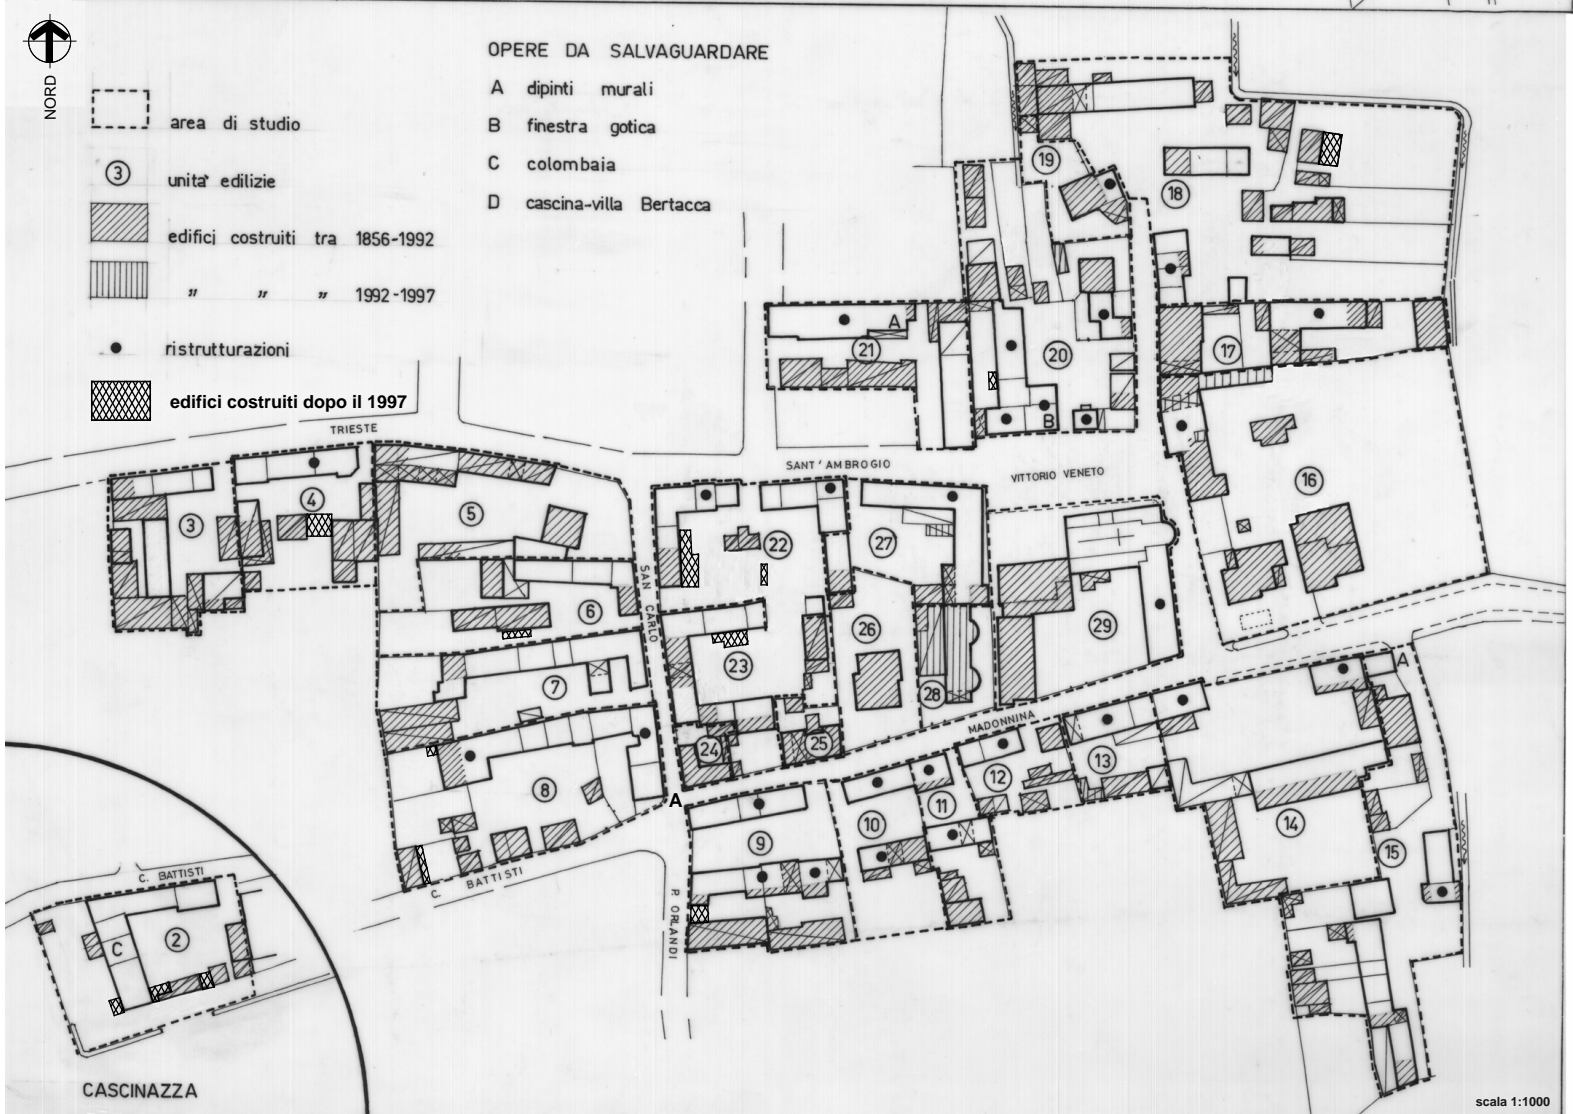 NORD
area di studio
3
unita' edilizie
edifici costruiti tra 1856-1992
" " " 1992-1997
ristrutturazioni
edifici costruiti dopo il 1997
OPERE DA SALVAGUARDARE
A dipinti murali
B finestra gotica
C colombaia
D cascina-villa Bertacca
19
18
21
A
20
17
B
16
TRIESTE
SANT'AMBROGIO
VITTORIO VENETO
3
4
5
22
27
6
SAN CARLO
26
29
23
7
28
MADONNINA
A
24
25
8
A
12
13
9
10
11
14
15
C. BATTISTI
P. ORLANDI
C. BATTISTI
C
2
CASCINAZZA
scala 1:1000